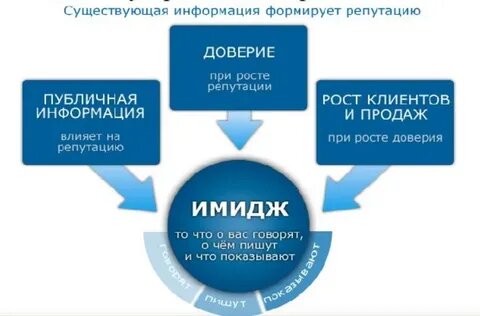 Существующая информация формирует репутацию
ДОВЕРИЕ
при росте
репутации
ПУБЛИЧНАЯ
ИНФОРМАЦИЯ
влияет на
репутацию
РОСТ КЛИЕНТОВ
И ПРОДАЖ
при росте доверия
ИМИДЖ
то что о вас говорят,
о чём пишут
и что показывают
говорят
пишут
показывают